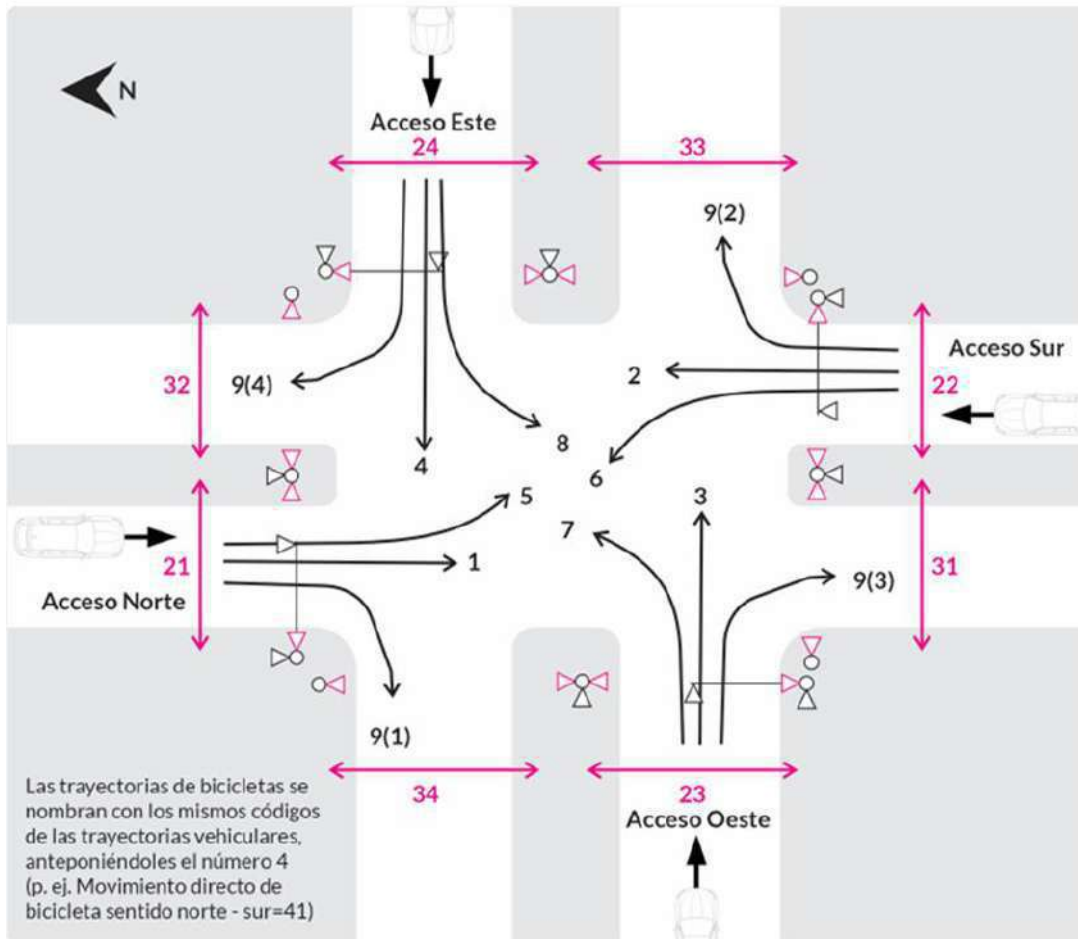 N
Acceso Este
24
33
9(2)
Acceso Sur
32
9(4)
2
22
8
4
6
5
3
7
21
1
31
9(3)
Acceso Norte
9(1)
Las trayectorias de bicicletas se
nombran con los mismos códigos
de las trayectorias vehiculares,
anteponiéndoles el número 4
(p. ej. Movimiento directo de
bicicleta sentido norte - sur=41)
34
23
Acceso Oeste